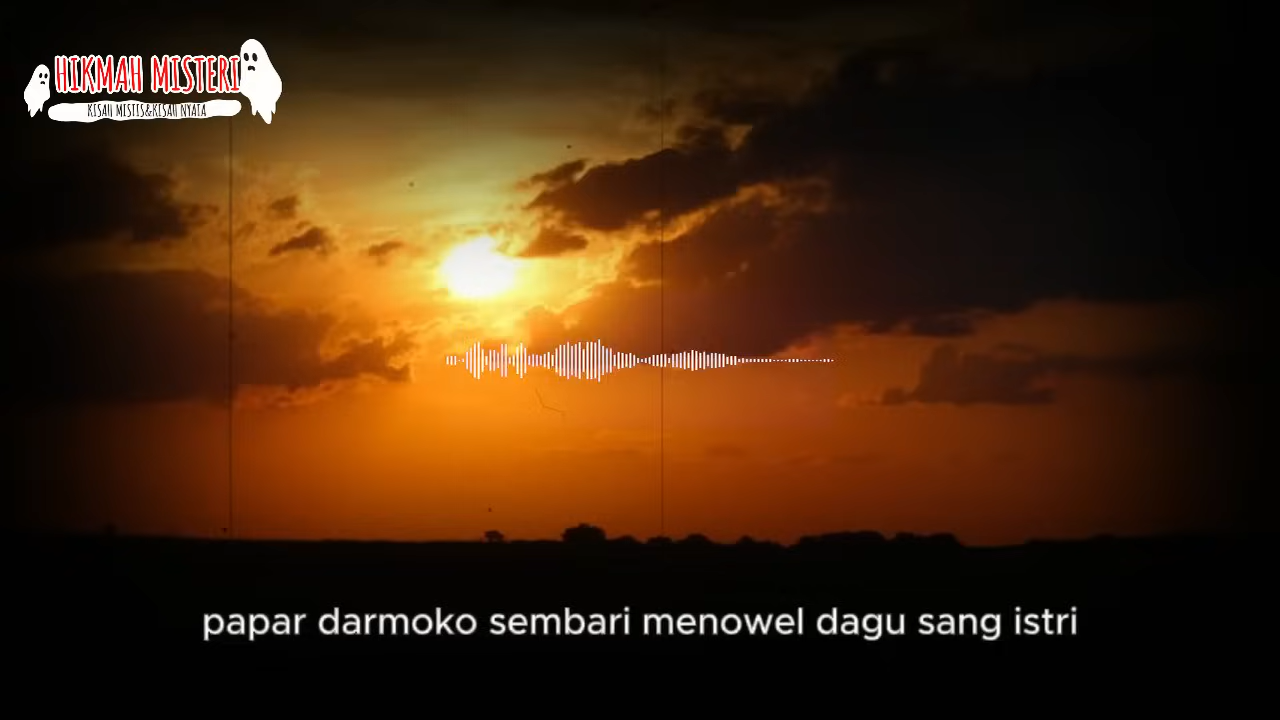 HIKMAH MISTERI
KISAH MISTIS&KISAH NYATA
papar darmoko sembari menowel dagu sang istri